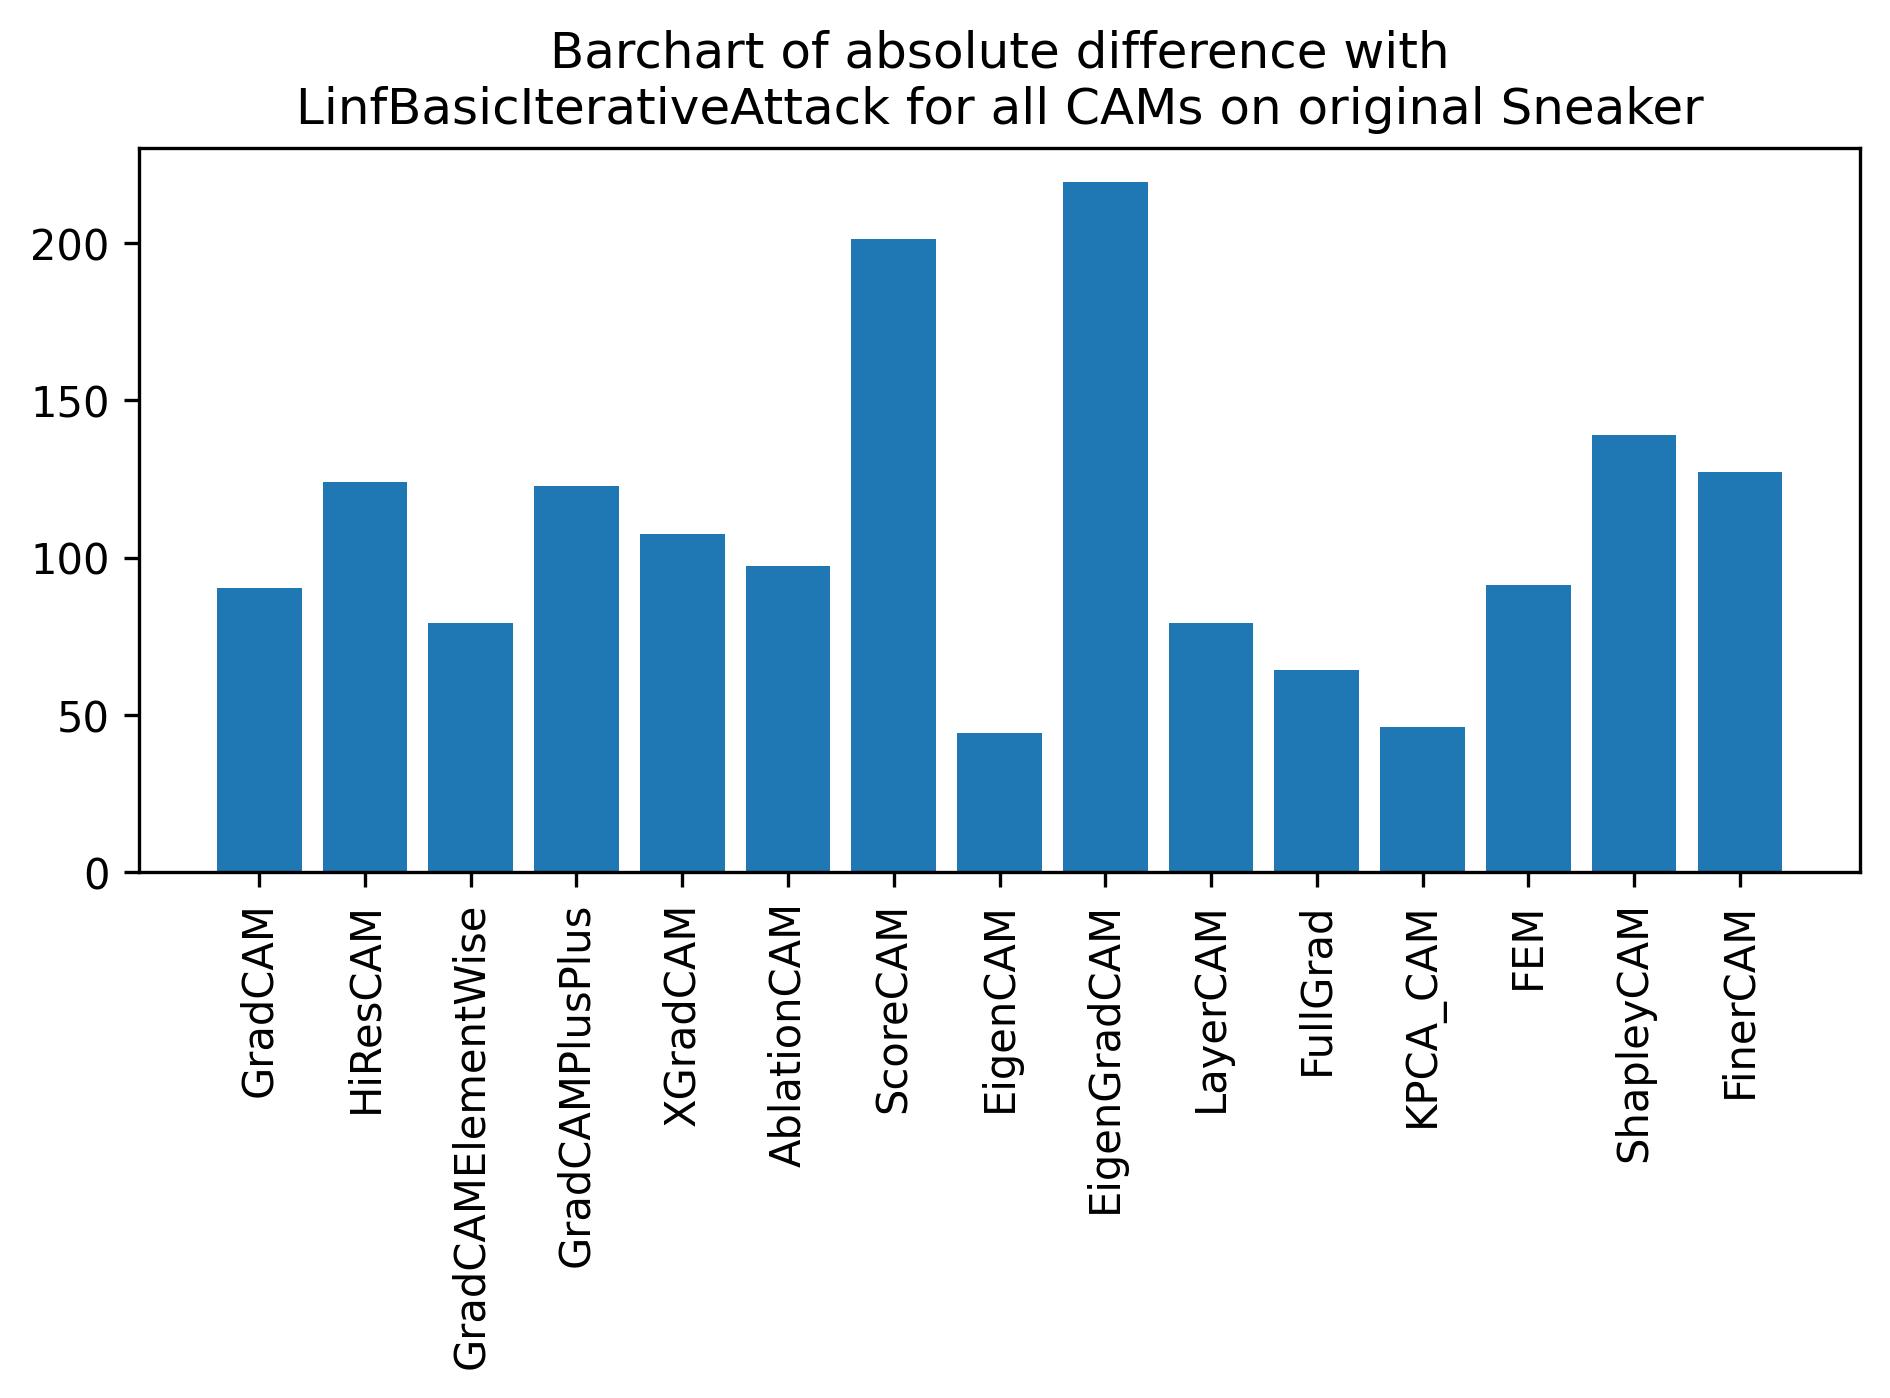 Barchart of absolute difference with
LinfBasicIterativeAttack for all CAMs on original Sneaker
200
150
100
50
0
GradCAM
HiResCAM
GradCAMElementWise
GradCAMPlusPlus
XGradCAM
AblationCAM
ScoreCAM
EigenCAM
EigenGradCAM
LayerCAM
FullGrad
KPCA_CAM
FEM
ShapleyCAM
FinerCAM